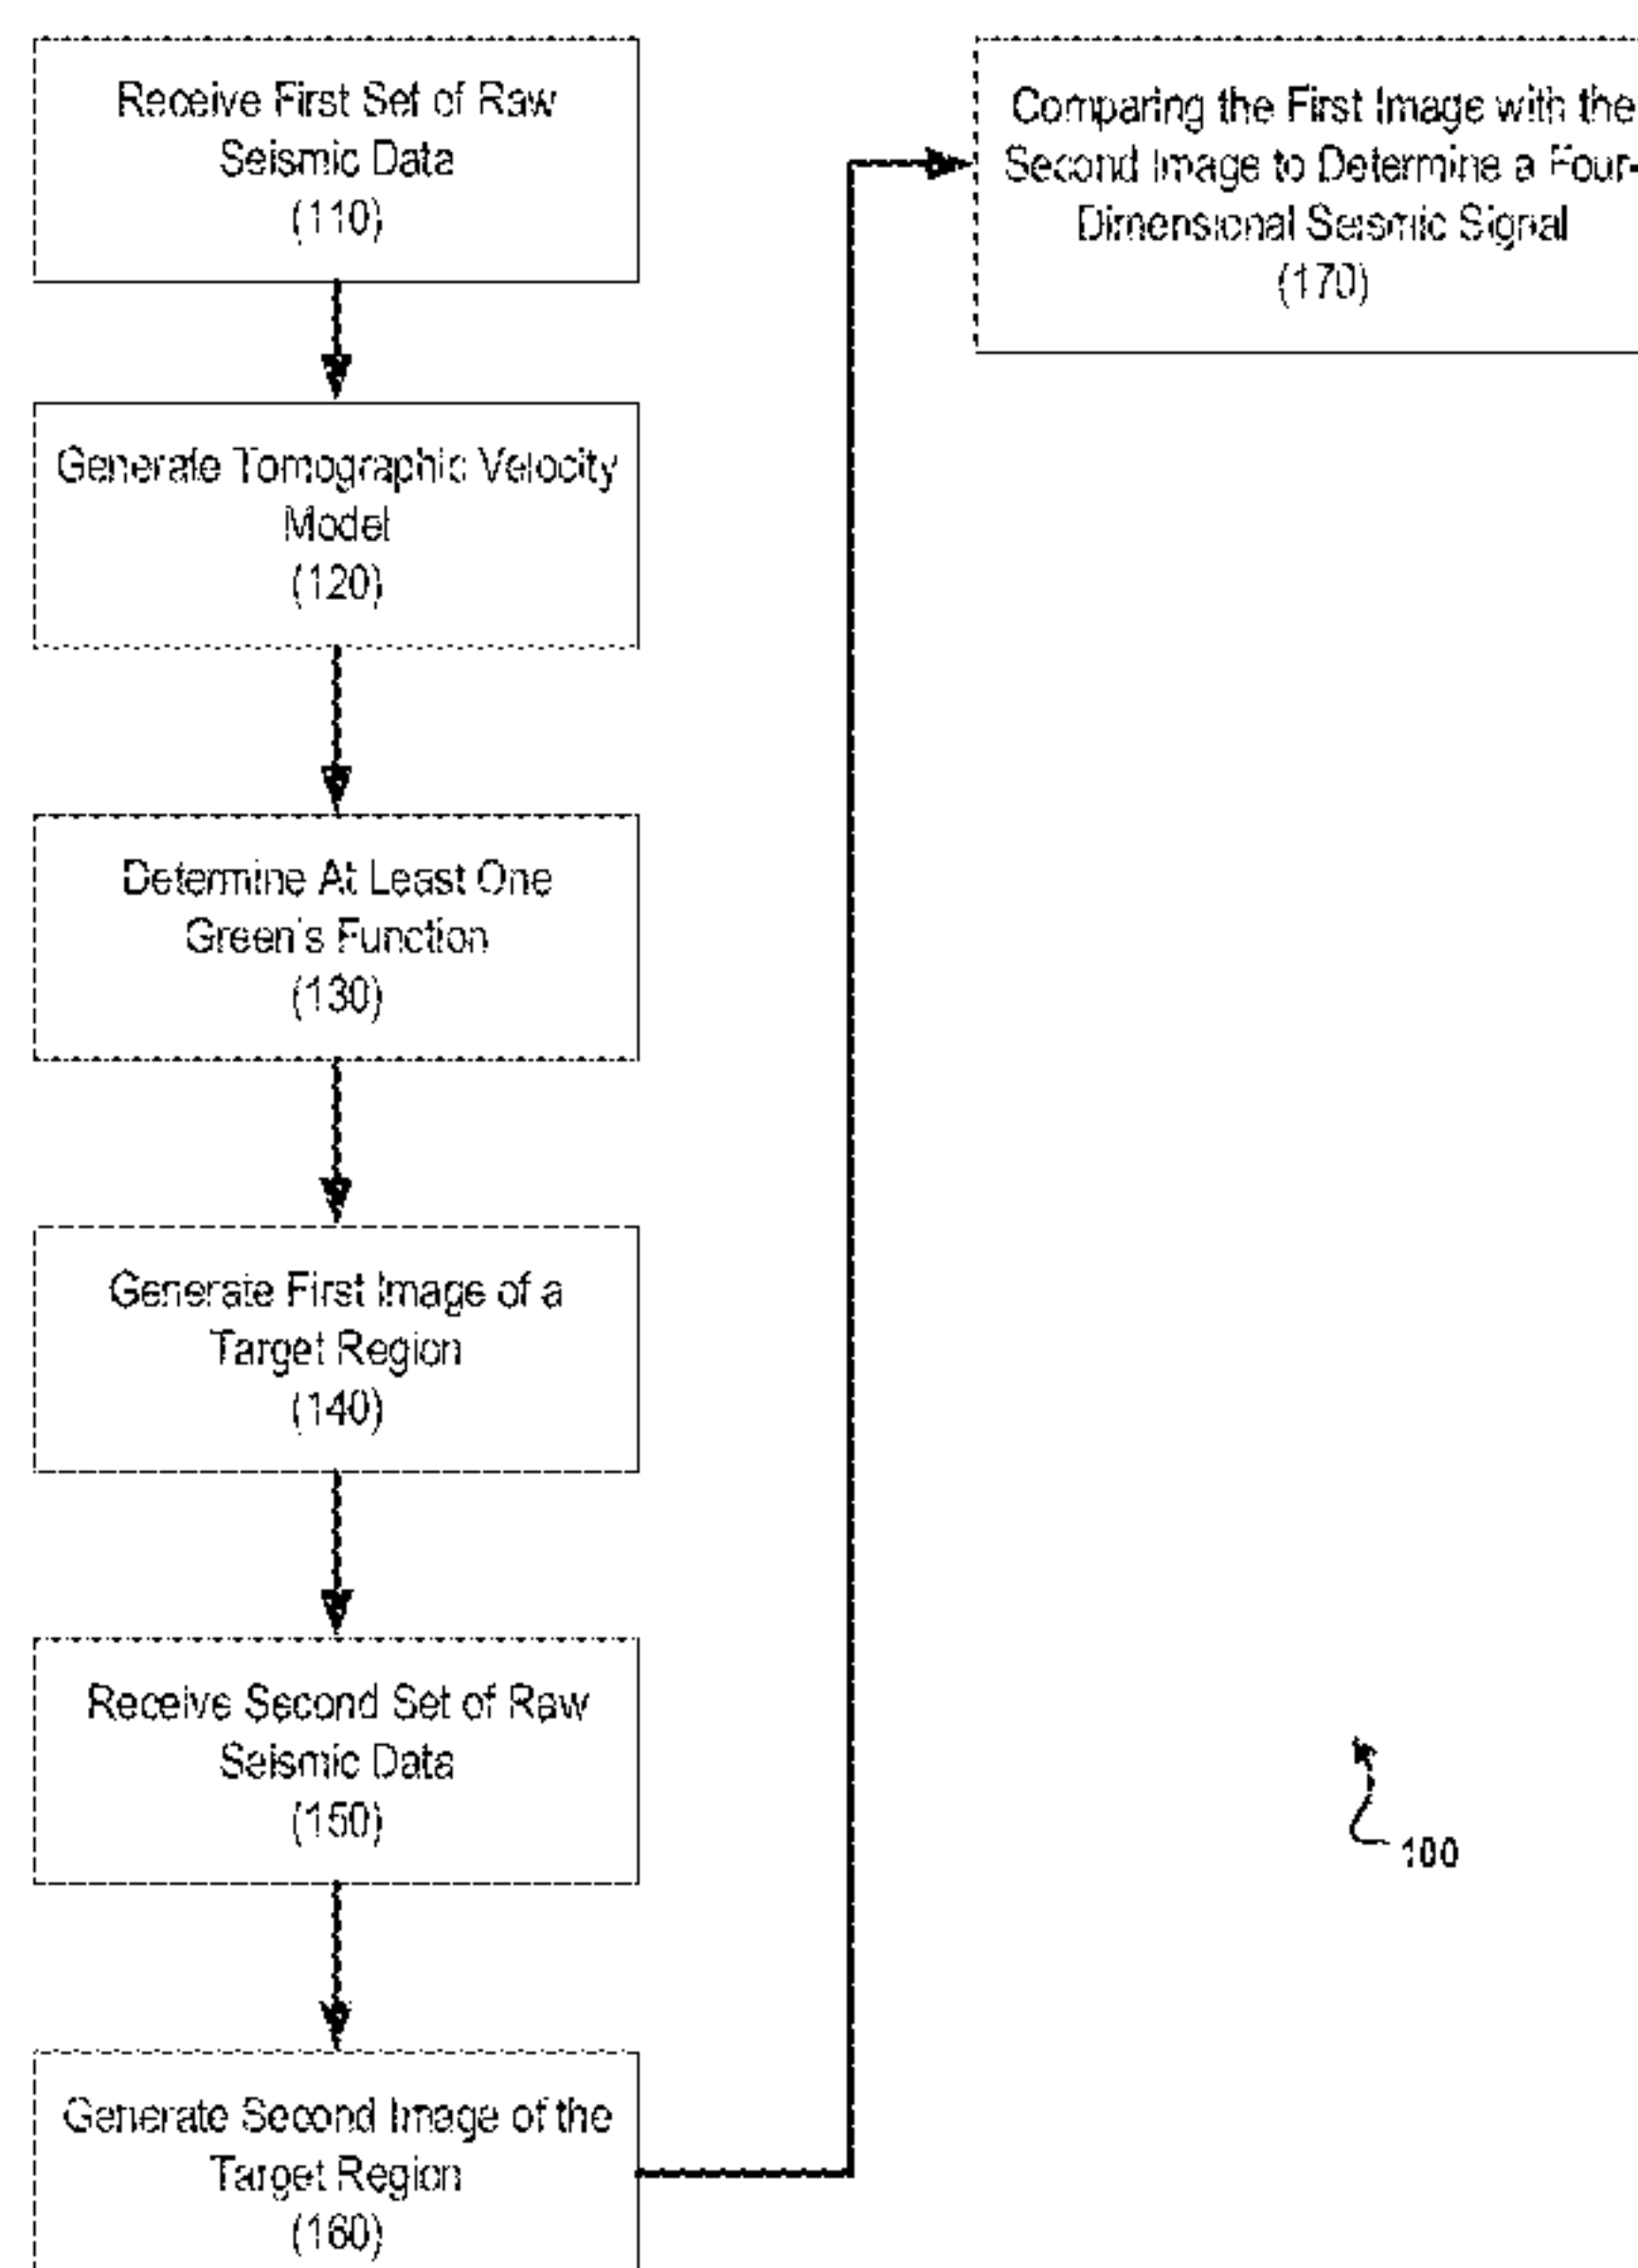 Receive First Set of Raw
Seismic Data
(110)
Generate Tomographic Velocity
Model
(120)
Determine At Least One
Green's Function
(130)
Generate First Image of a
Target Region
(140)
Receive Second Set of Raw
Seismic Data
(150)
Generate Second Image of the
Target Region
(160)
Comparing the First Image with the
Second Image to Determine a Four-
Dimensional Seismic Signal
(170)
100